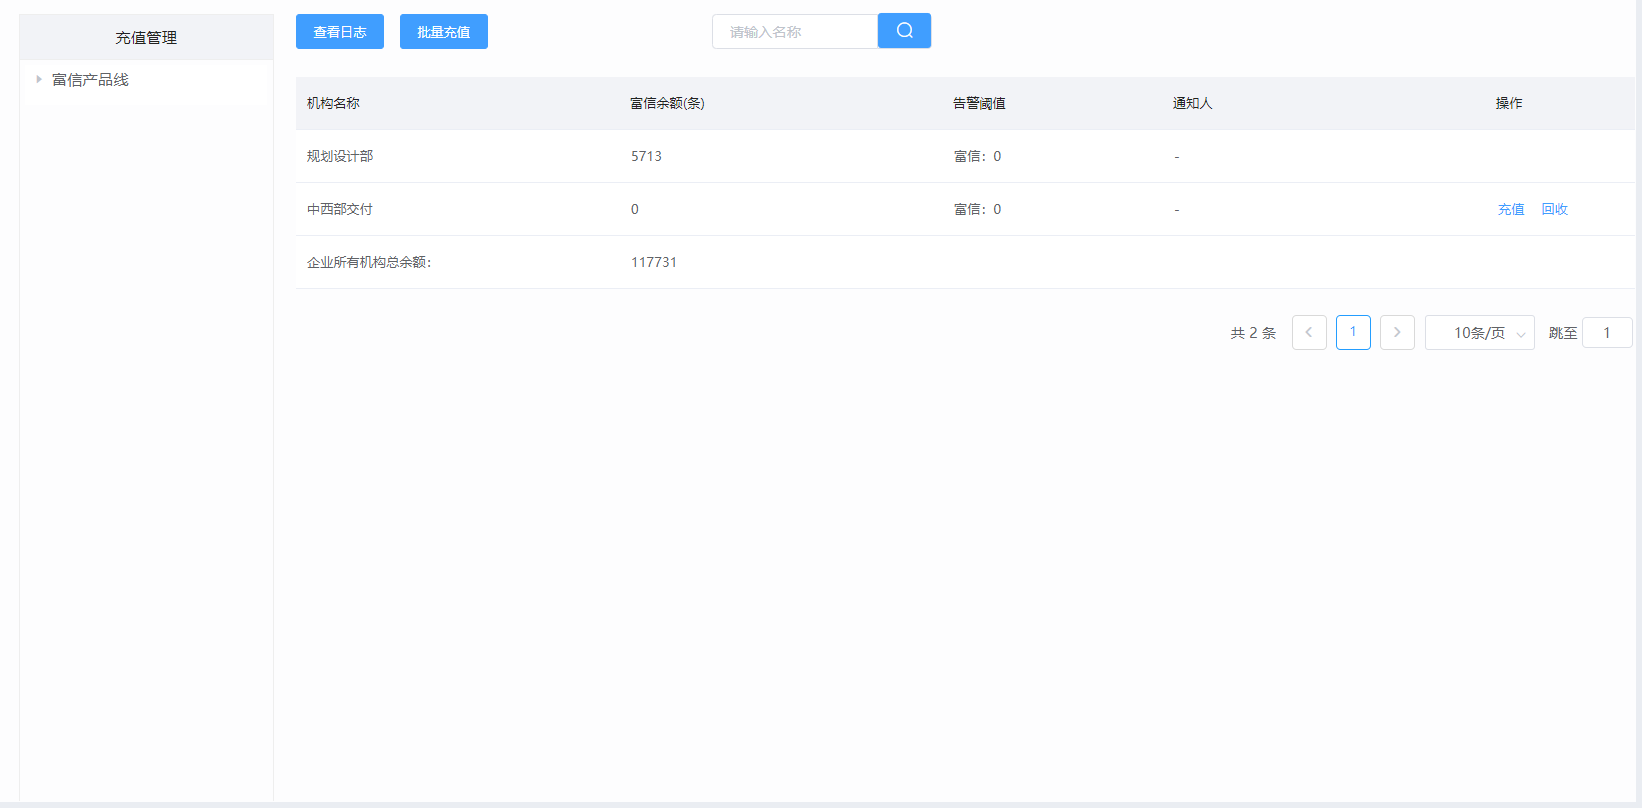 充值管理
富信产品线
查看日志 批量充值 请输入名称
机构名称 富信余额(条) 告警阈值 通知人 操作
规划设计部 5713 富信：0 -
中西部交付 0 富信：0 - 充值 回收
企业所有机构总余额： 117731
共 2 条 1 10条/页 跳至 1